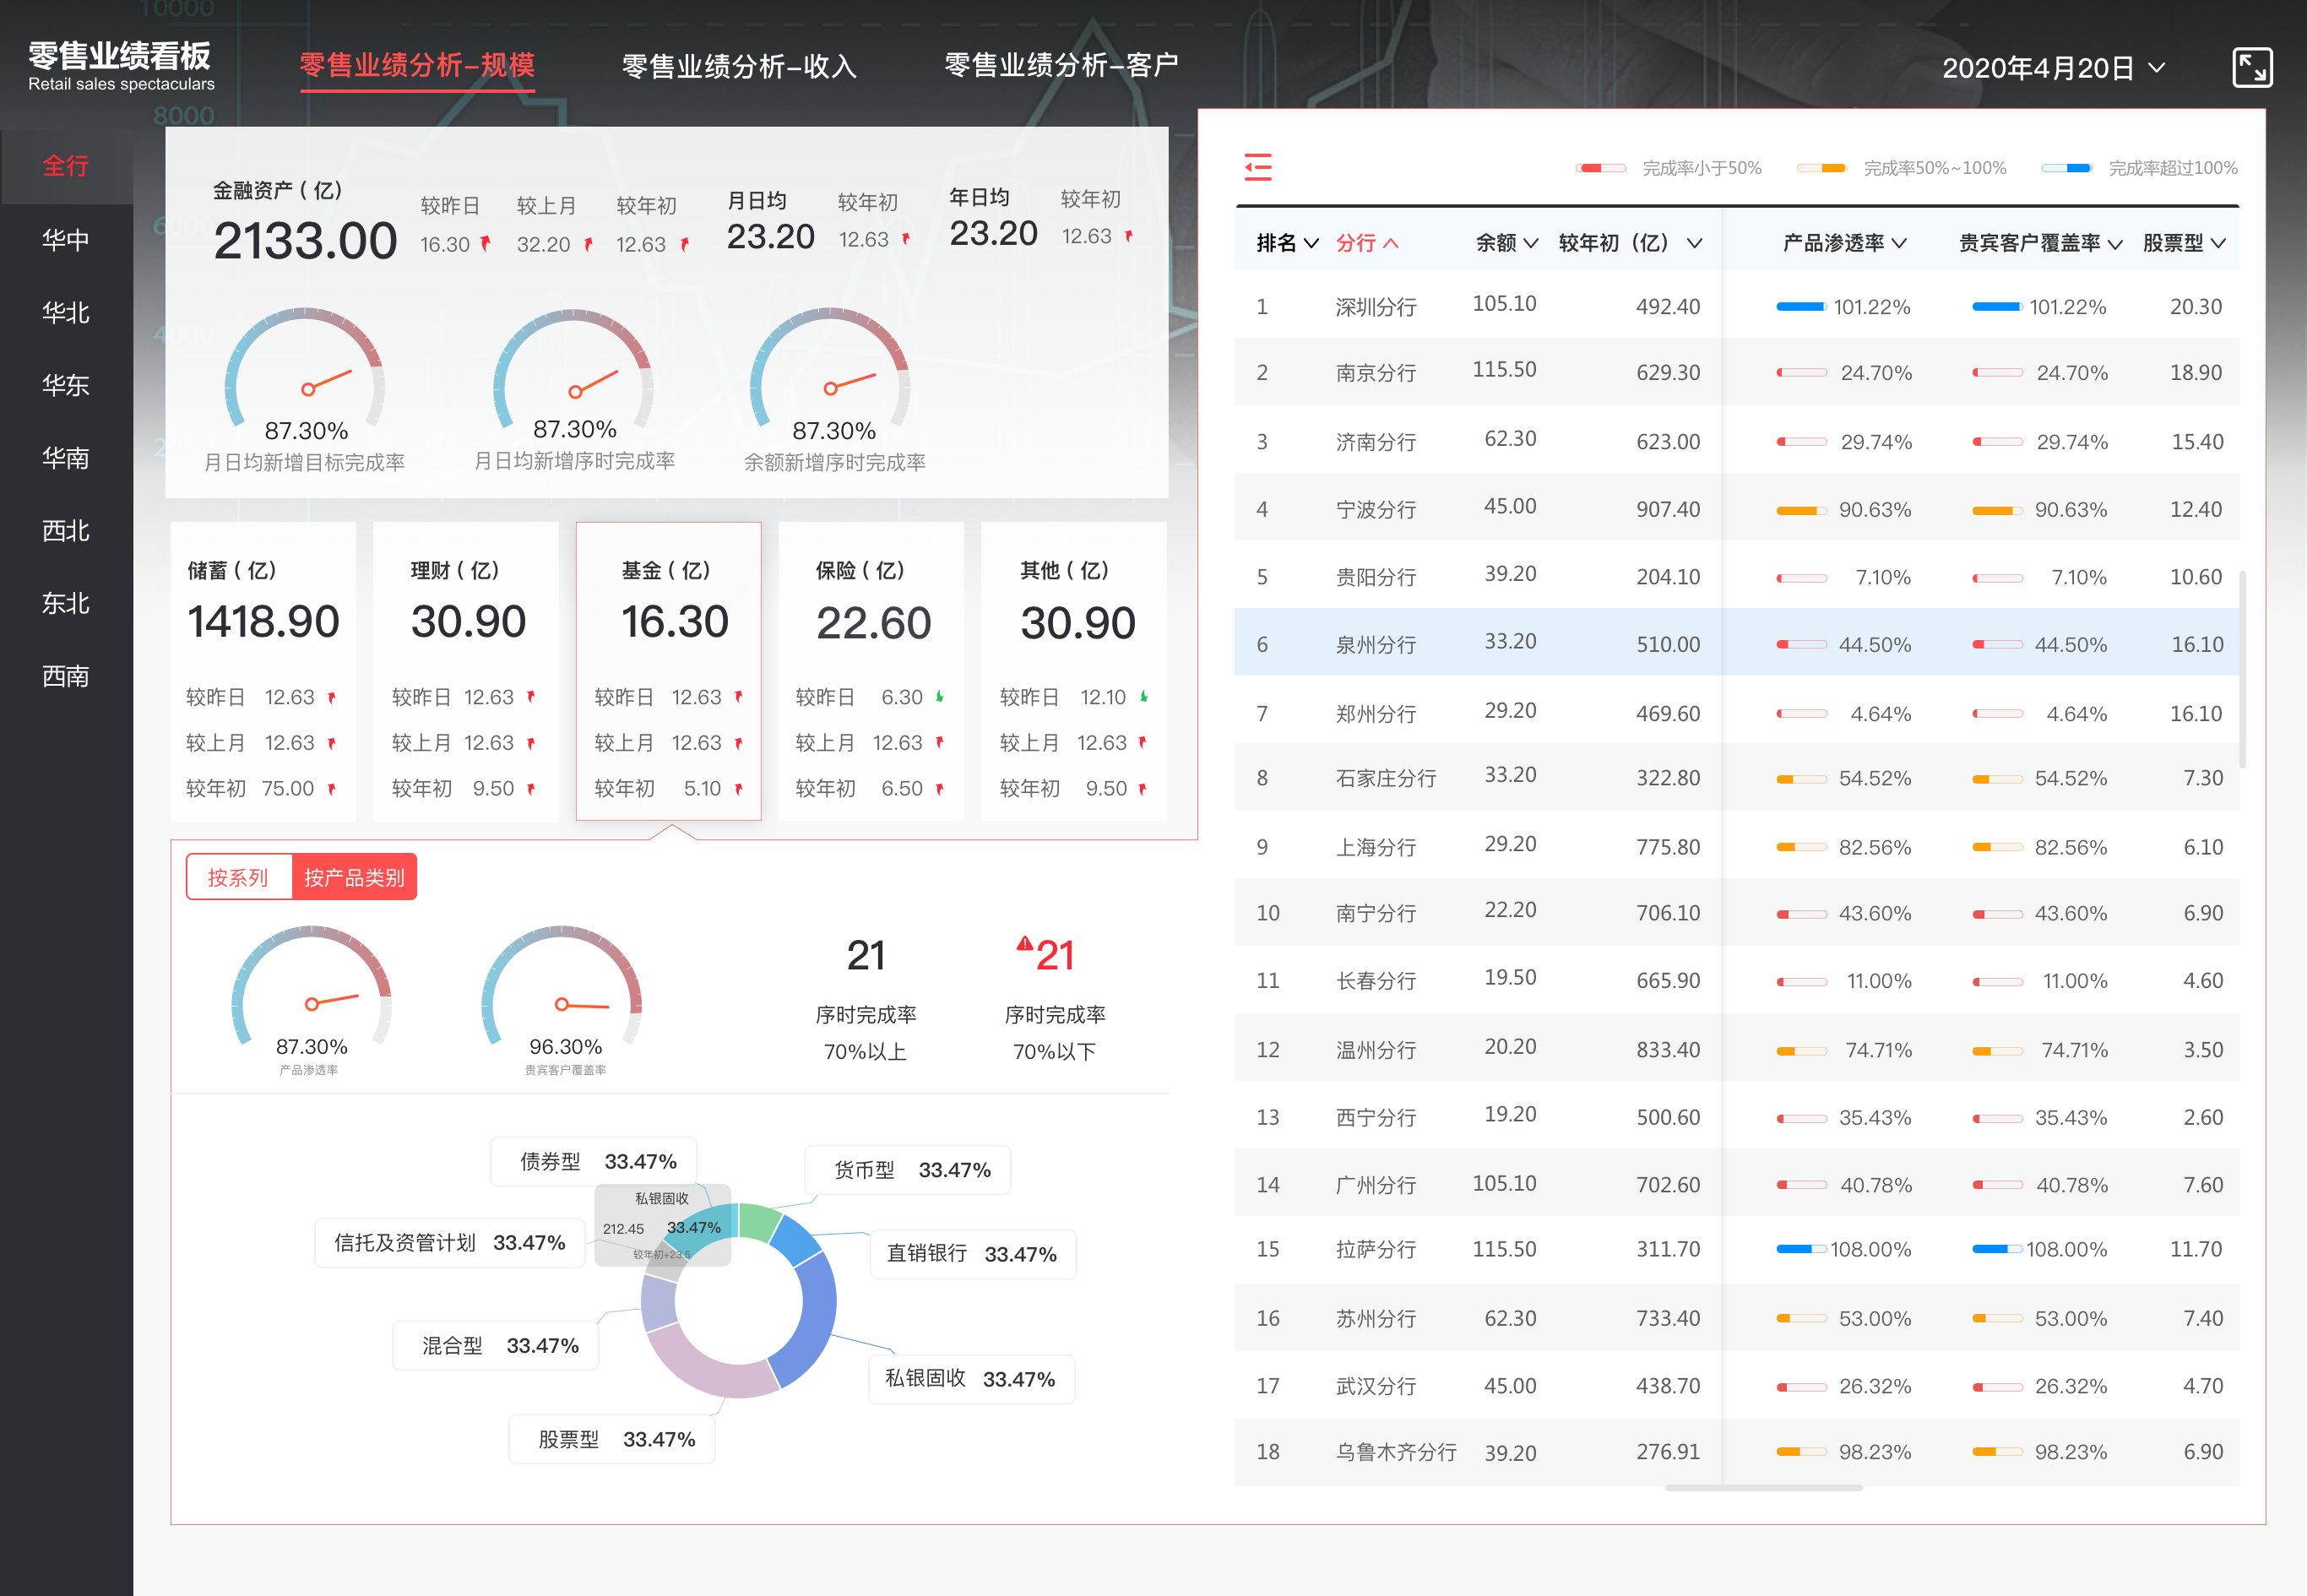 零售业绩看板
Retail sales spectaculars
零售业绩分析-规模
零售业绩分析-收入
零售业绩分析-客户
2020年4月20日
10000
8000
全行
华中
华北
华东
华南
西北
东北
西南
金融资产（亿）
2133.00
较昨日
16.30
较上月
32.20
较年初
12.63
月日均
23.20
较年初
12.63
年日均
23.20
较年初
12.63
87.30%
月日均新增目标完成率
87.30%
月日均新增序时完成率
87.30%
余额新增序时完成率
储蓄（亿）
1418.90
较昨日 12.63
较上月 12.63
较年初 75.00
理财（亿）
30.90
较昨日 12.63
较上月 12.63
较年初 9.50
基金（亿）
16.30
较昨日 12.63
较上月 12.63
较年初 5.10
保险（亿）
22.60
较昨日 6.30
较上月 12.63
较年初 6.50
其他（亿）
30.90
较昨日 12.10
较上月 12.63
较年初 9.50
按系列
按产品类别
87.30%
产品渗透率
96.30%
贵宾客户覆盖率
21
序时完成率
70%以上
21
序时完成率
70%以下
债券型 33.47%
货币型 33.47%
私银固收
212.45 33.47%
较年初+23.5
信托及资管计划 33.47%
直销银行 33.47%
混合型 33.47%
私银固收 33.47%
股票型 33.47%
完成率小于50%
完成率50%~100%
完成率超过100%
排名 分行 余额 较年初（亿） 产品渗透率 贵宾客户覆盖率 股票型
1 深圳分行 105.10 492.40 101.22% 101.22% 20.30
2 南京分行 115.50 629.30 24.70% 24.70% 18.90
3 济南分行 62.30 623.00 29.74% 29.74% 15.40
4 宁波分行 45.00 907.40 90.63% 90.63% 12.40
5 贵阳分行 39.20 204.10 7.10% 7.10% 10.60
6 泉州分行 33.20 510.00 44.50% 44.50% 16.10
7 郑州分行 29.20 469.60 4.64% 4.64% 16.10
8 石家庄分行 33.20 322.80 54.52% 54.52% 7.30
9 上海分行 29.20 775.80 82.56% 82.56% 6.10
10 南宁分行 22.20 706.10 43.60% 43.60% 6.90
11 长春分行 19.50 665.90 11.00% 11.00% 4.60
12 温州分行 20.20 833.40 74.71% 74.71% 3.50
13 西宁分行 19.20 500.60 35.43% 35.43% 2.60
14 广州分行 105.10 702.60 40.78% 40.78% 7.60
15 拉萨分行 115.50 311.70 108.00% 108.00% 11.70
16 苏州分行 62.30 733.40 53.00% 53.00% 7.40
17 武汉分行 45.00 438.70 26.32% 26.32% 4.70
18 乌鲁木齐分行 39.20 276.91 98.23% 98.23% 6.90